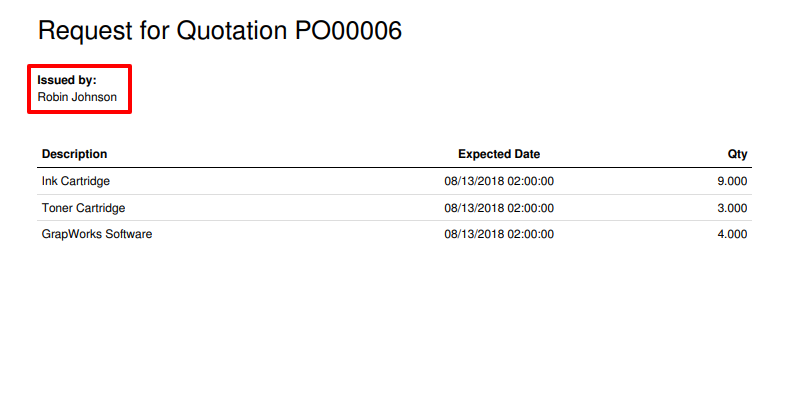 Request for Quotation PO00006
Issued by:
Robin Johnson
Description Expected Date Qty
Ink Cartridge 08/13/2018 02:00:00 9.000
Toner Cartridge 08/13/2018 02:00:00 3.000
GrapWorks Software 08/13/2018 02:00:00 4.000